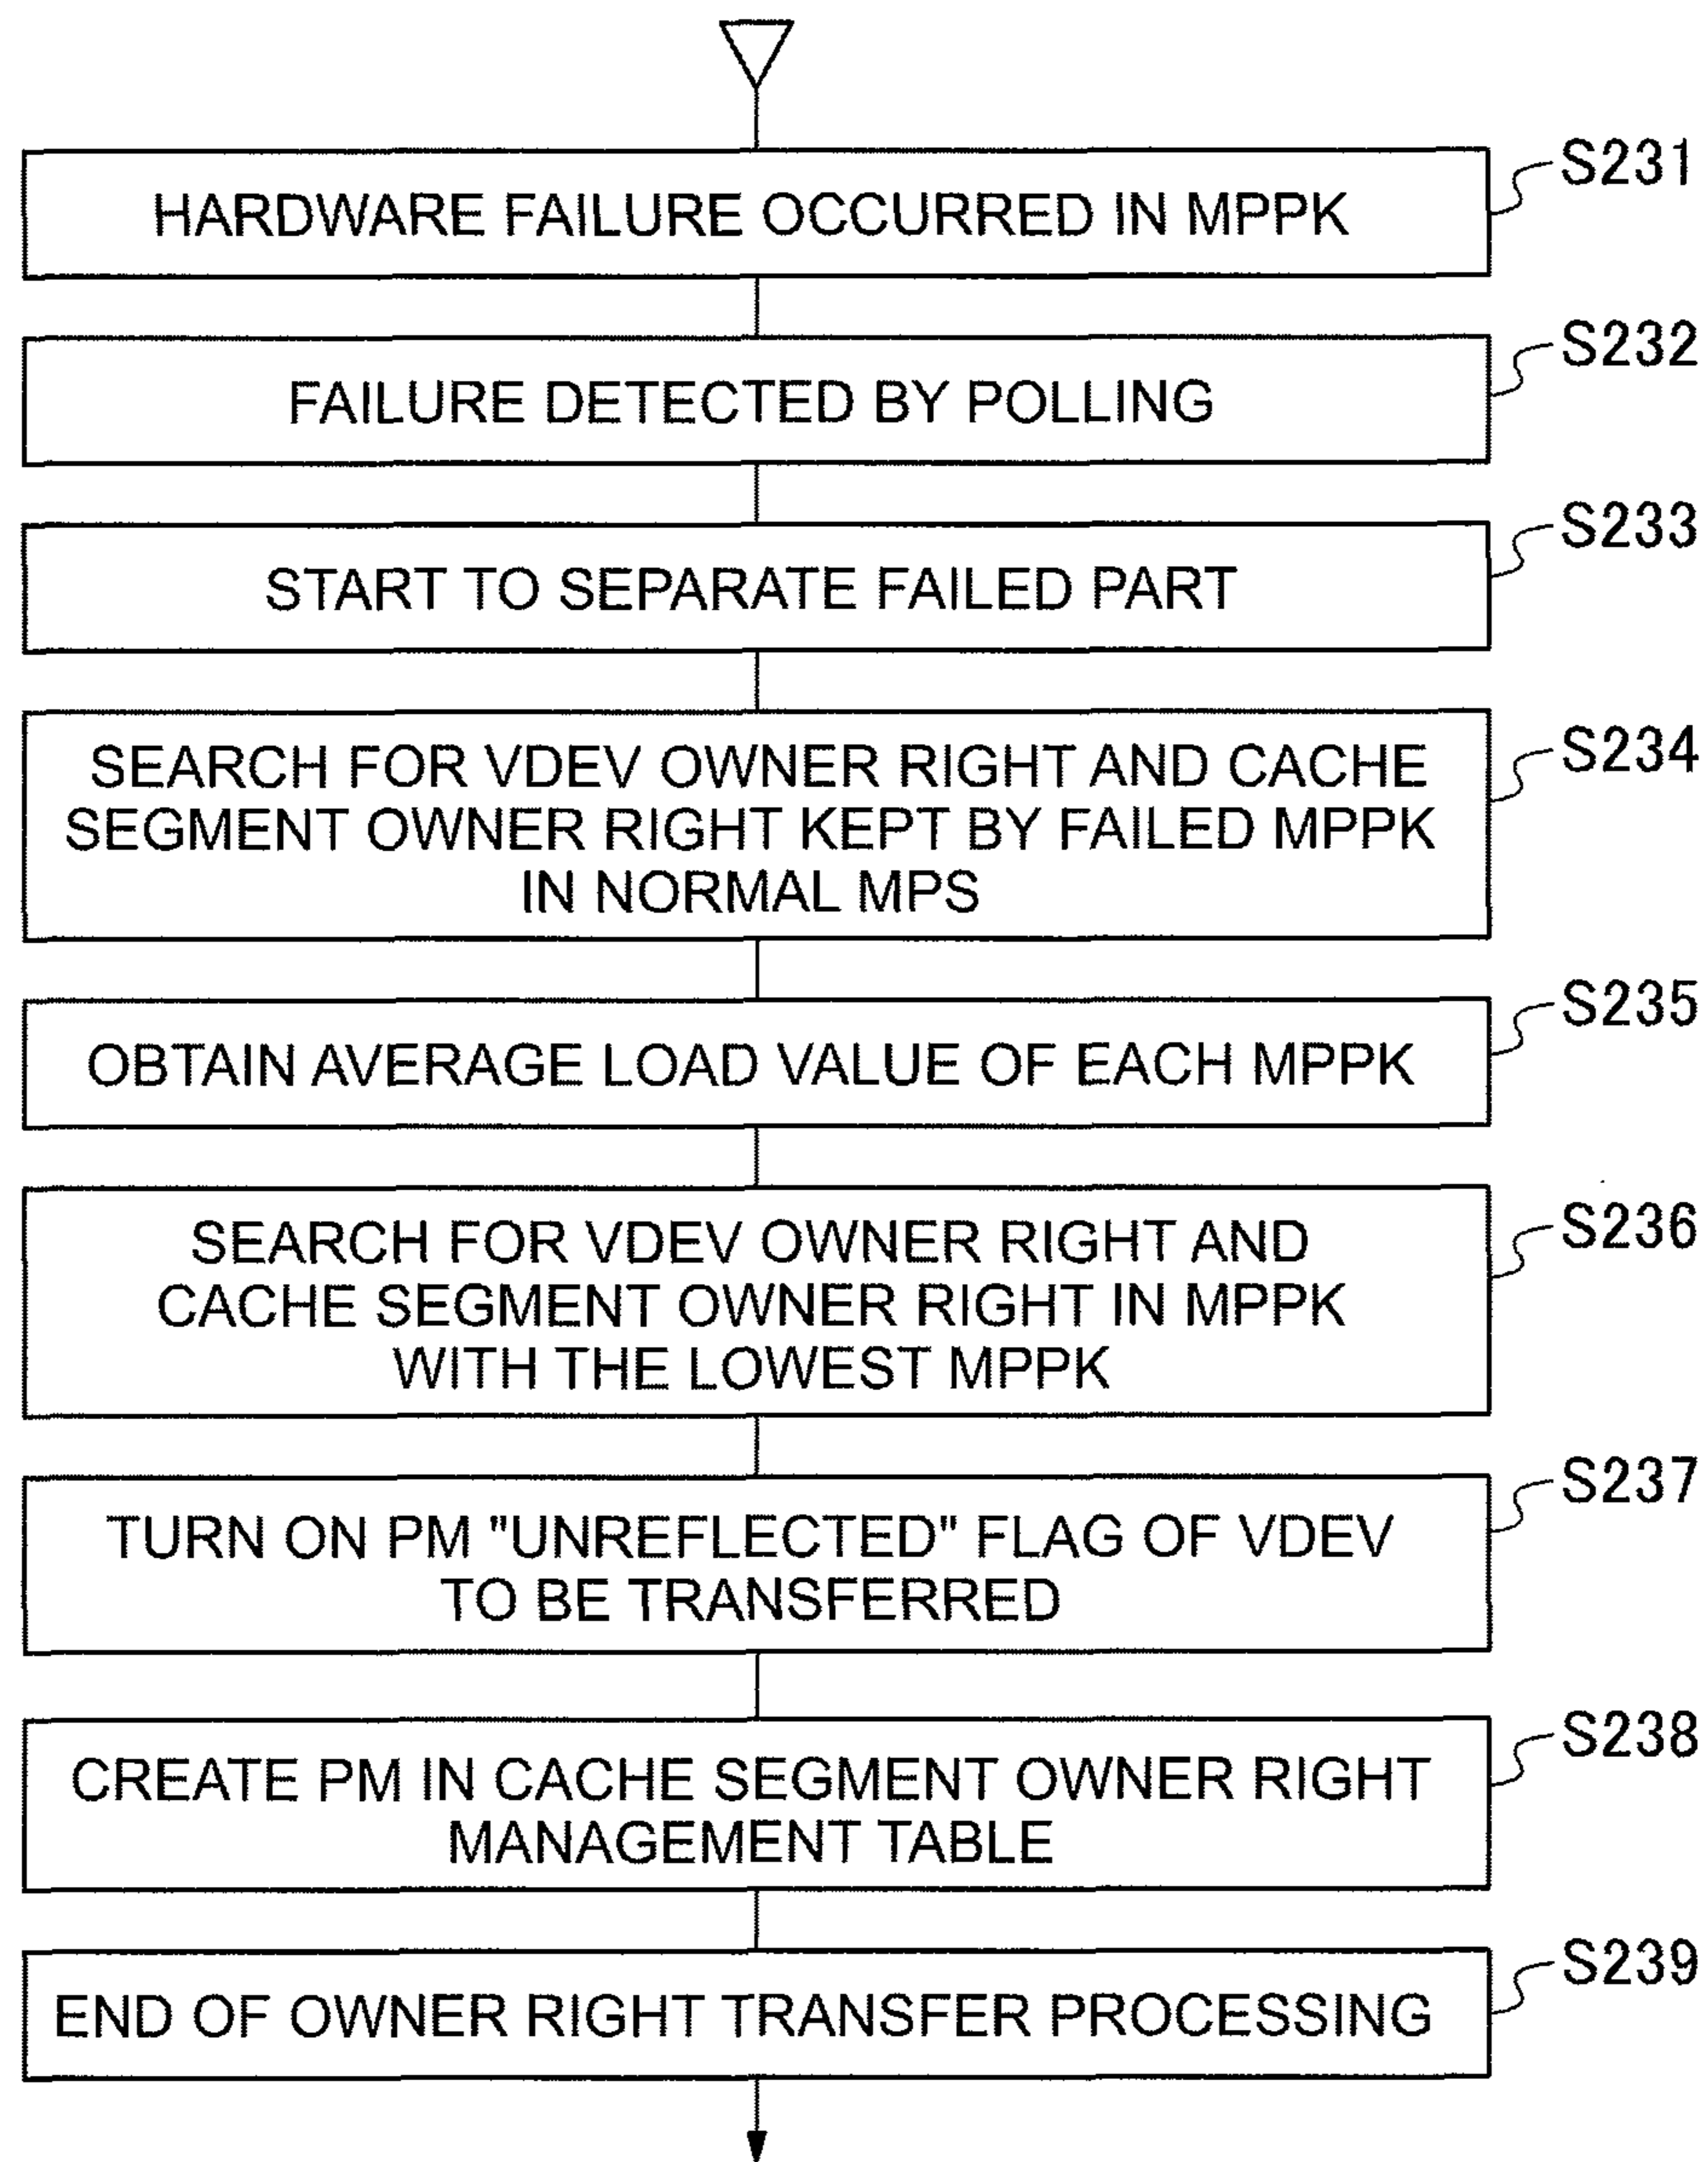 HARDWARE FAILURE OCCURRED IN MPPK
S231
FAILURE DETECTED BY POLLING
S232
START TO SEPARATE FAILED PART
S233
SEARCH FOR VDEV OWNER RIGHT AND CACHE
SEGMENT OWNER RIGHT KEPT BY FAILED MPPK
IN NORMAL MPS
S234
OBTAIN AVERAGE LOAD VALUE OF EACH MPPK
S235
SEARCH FOR VDEV OWNER RIGHT AND
CACHE SEGMENT OWNER RIGHT IN MPPK
WITH THE LOWEST MPPK
S236
TURN ON PM "UNREFLECTED" FLAG OF VDEV
TO BE TRANSFERRED
S237
CREATE PM IN CACHE SEGMENT OWNER RIGHT
MANAGEMENT TABLE
S238
END OF OWNER RIGHT TRANSFER PROCESSING
S239